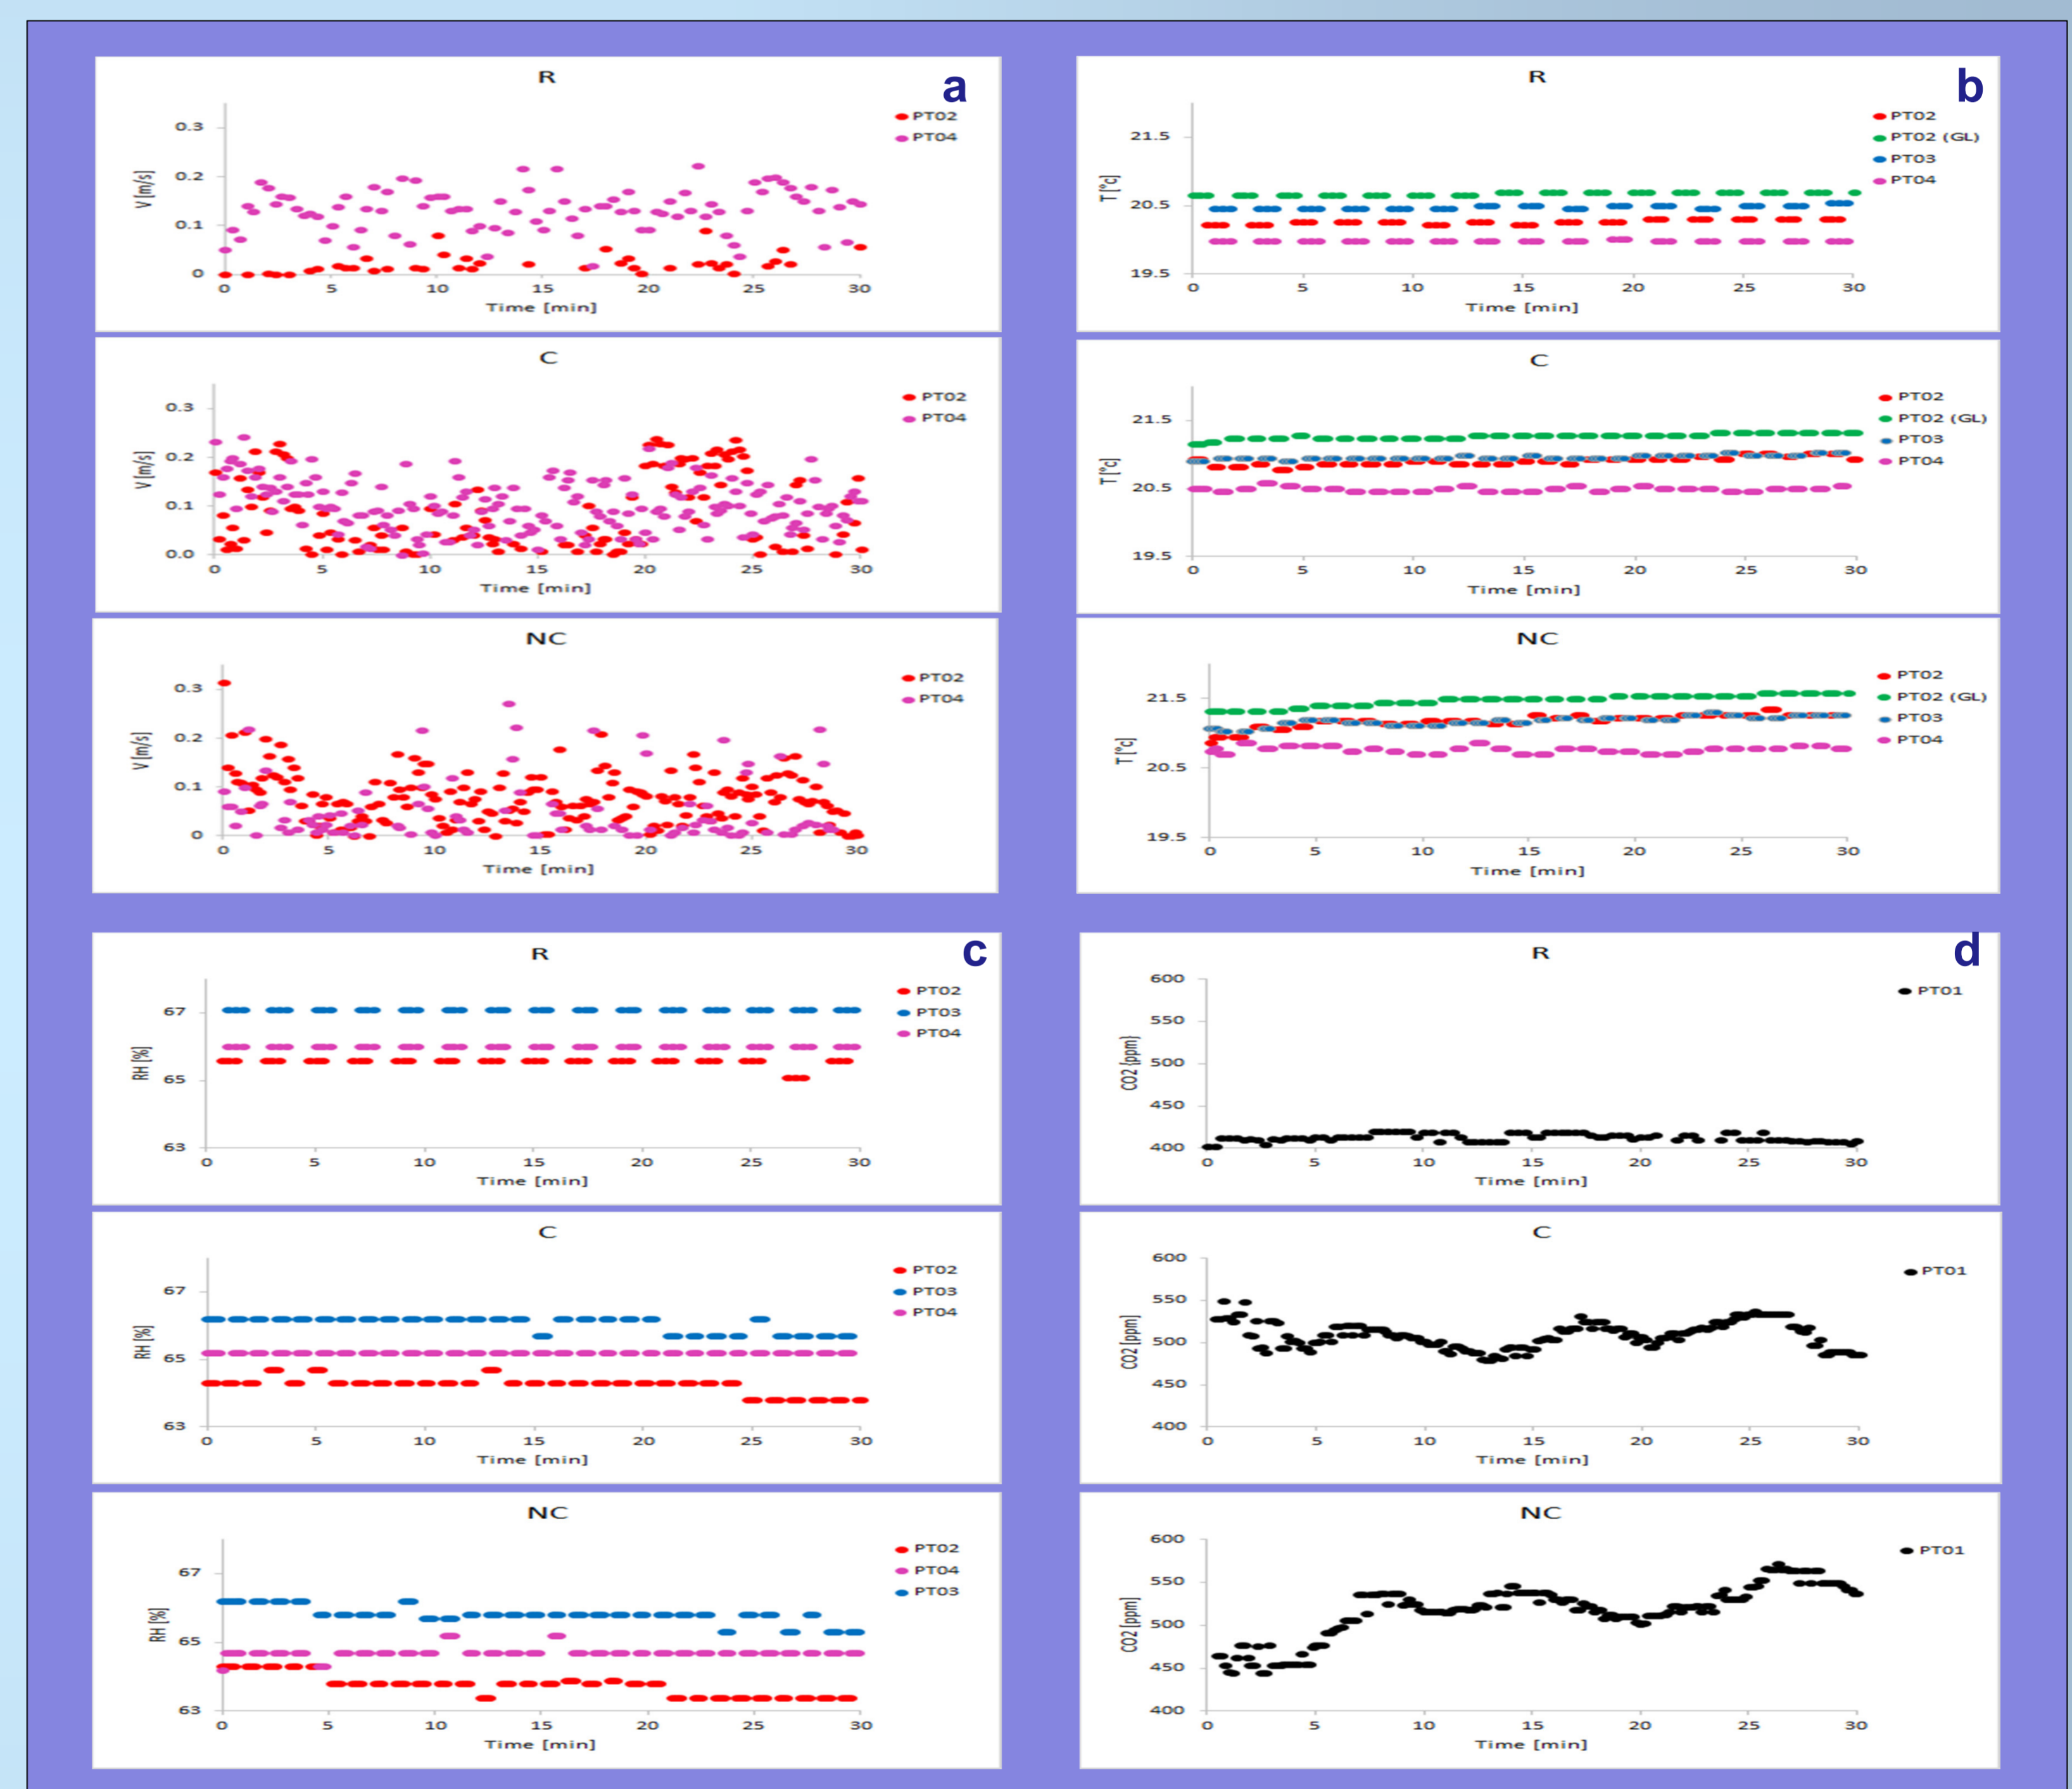 a
R
PT02
PT04
0.3
0.2
0.1
0
V [m/s]
0 5 10 15 20 25 30
Time [min]
C
PT02
PT04
0.3
0.2
0.1
0.0
V [m/s]
0 5 10 15 20 25 30
Time [min]
NC
PT02
PT04
0.3
0.2
0.1
0
V [m/s]
0 5 10 15 20 25 30
Time [min]
b
R
PT02
PT02 (GL)
PT03
PT04
21.5
20.5
19.5
T [°c]
0 5 10 15 20 25 30
Time [min]
C
PT02
PT02 (GL)
PT03
PT04
21.5
20.5
19.5
T[°c]
0 5 10 15 20 25 30
Time [min]
NC
PT02
PT02 (GL)
PT03
PT04
21.5
20.5
19.5
T [°c]
0 5 10 15 20 25 30
Time [min]
c
R
PT02
PT03
PT04
67
65
63
RH [%]
0 5 10 15 20 25 30
Time [min]
C
PT02
PT03
PT04
67
65
63
RH [%]
0 5 10 15 20 25 30
Time [min]
NC
PT02
PT04
PT03
67
65
63
RH [%]
0 5 10 15 20 25 30
Time [min]
d
R
PT01
600
550
500
450
400
CO2 [ppm]
0 5 10 15 20 25 30
Time [min]
C
PT01
600
550
500
450
400
CO2 [ppm]
0 5 10 15 20 25 30
Time [min]
NC
PT01
600
550
500
450
400
CO2 [ppm]
0 5 10 15 20 25 30
Time [min]